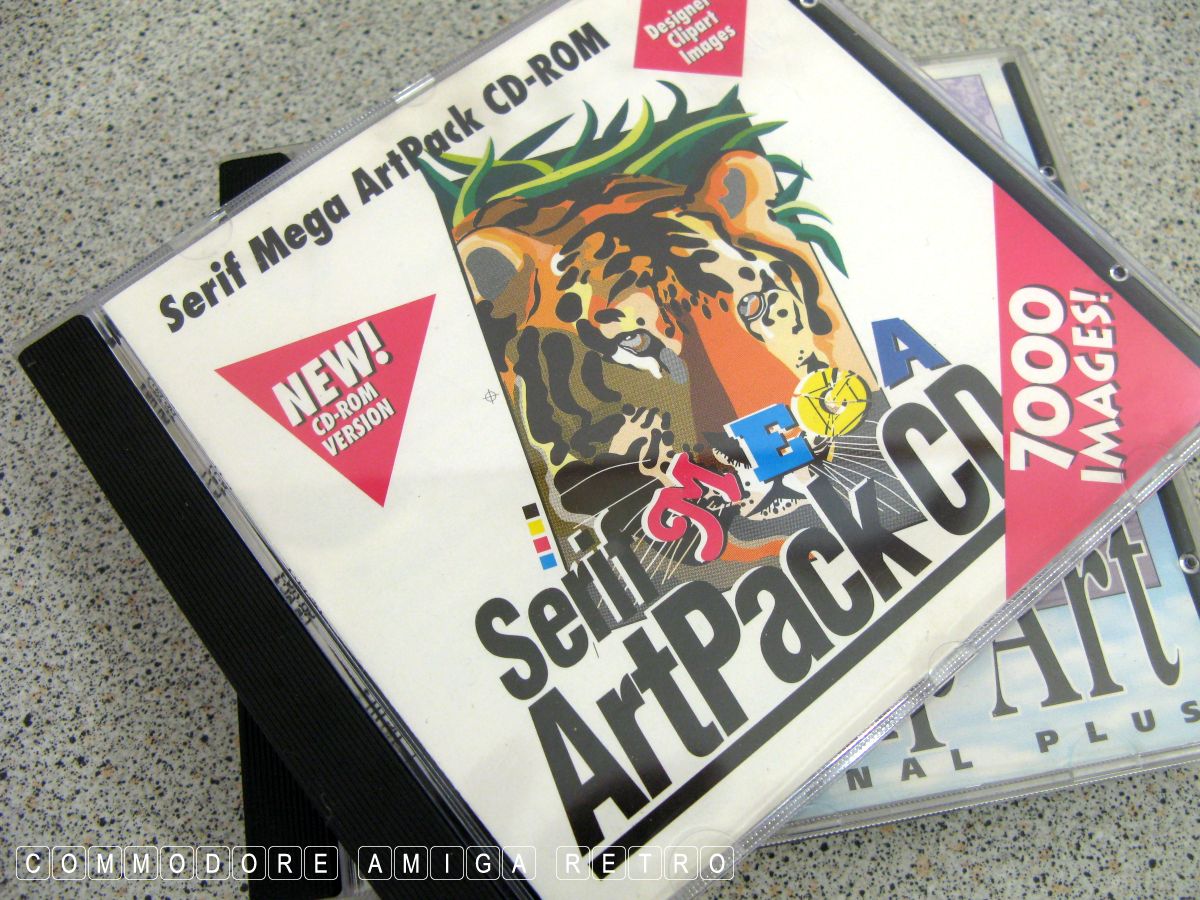 Serif Mega ArtPack CD-ROM
Designer
Clipart
Images
NEW!
CD-ROM
VERSION
7000
IMAGES!
MEGA
Serif
ArtPack CD
Art
NAL PLUS
COMMODORE AMIGA RETRO